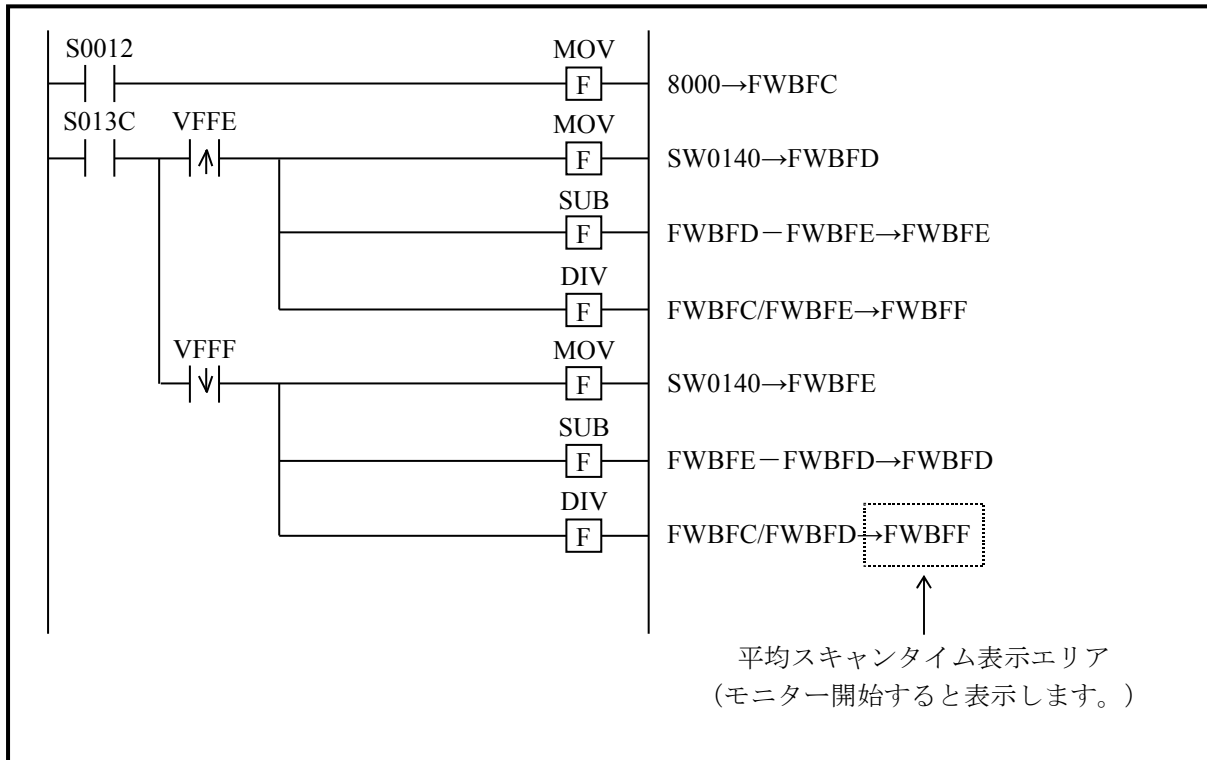 S0012
MOV
F
8000→FWBFC
S013C
VFFE
MOV
F
SW0140→FWBFD
SUB
F
FWBFD－FWBFE→FWBFE
DIV
F
FWBFC/FWBFE→FWBFF
VFFF
MOV
F
SW0140→FWBFE
SUB
F
FWBFE－FWBFD→FWBFD
DIV
F
FWBFC/FWBFD→FWBFF
平均スキャンタイム表示エリア
（モニター開始すると表示します。）